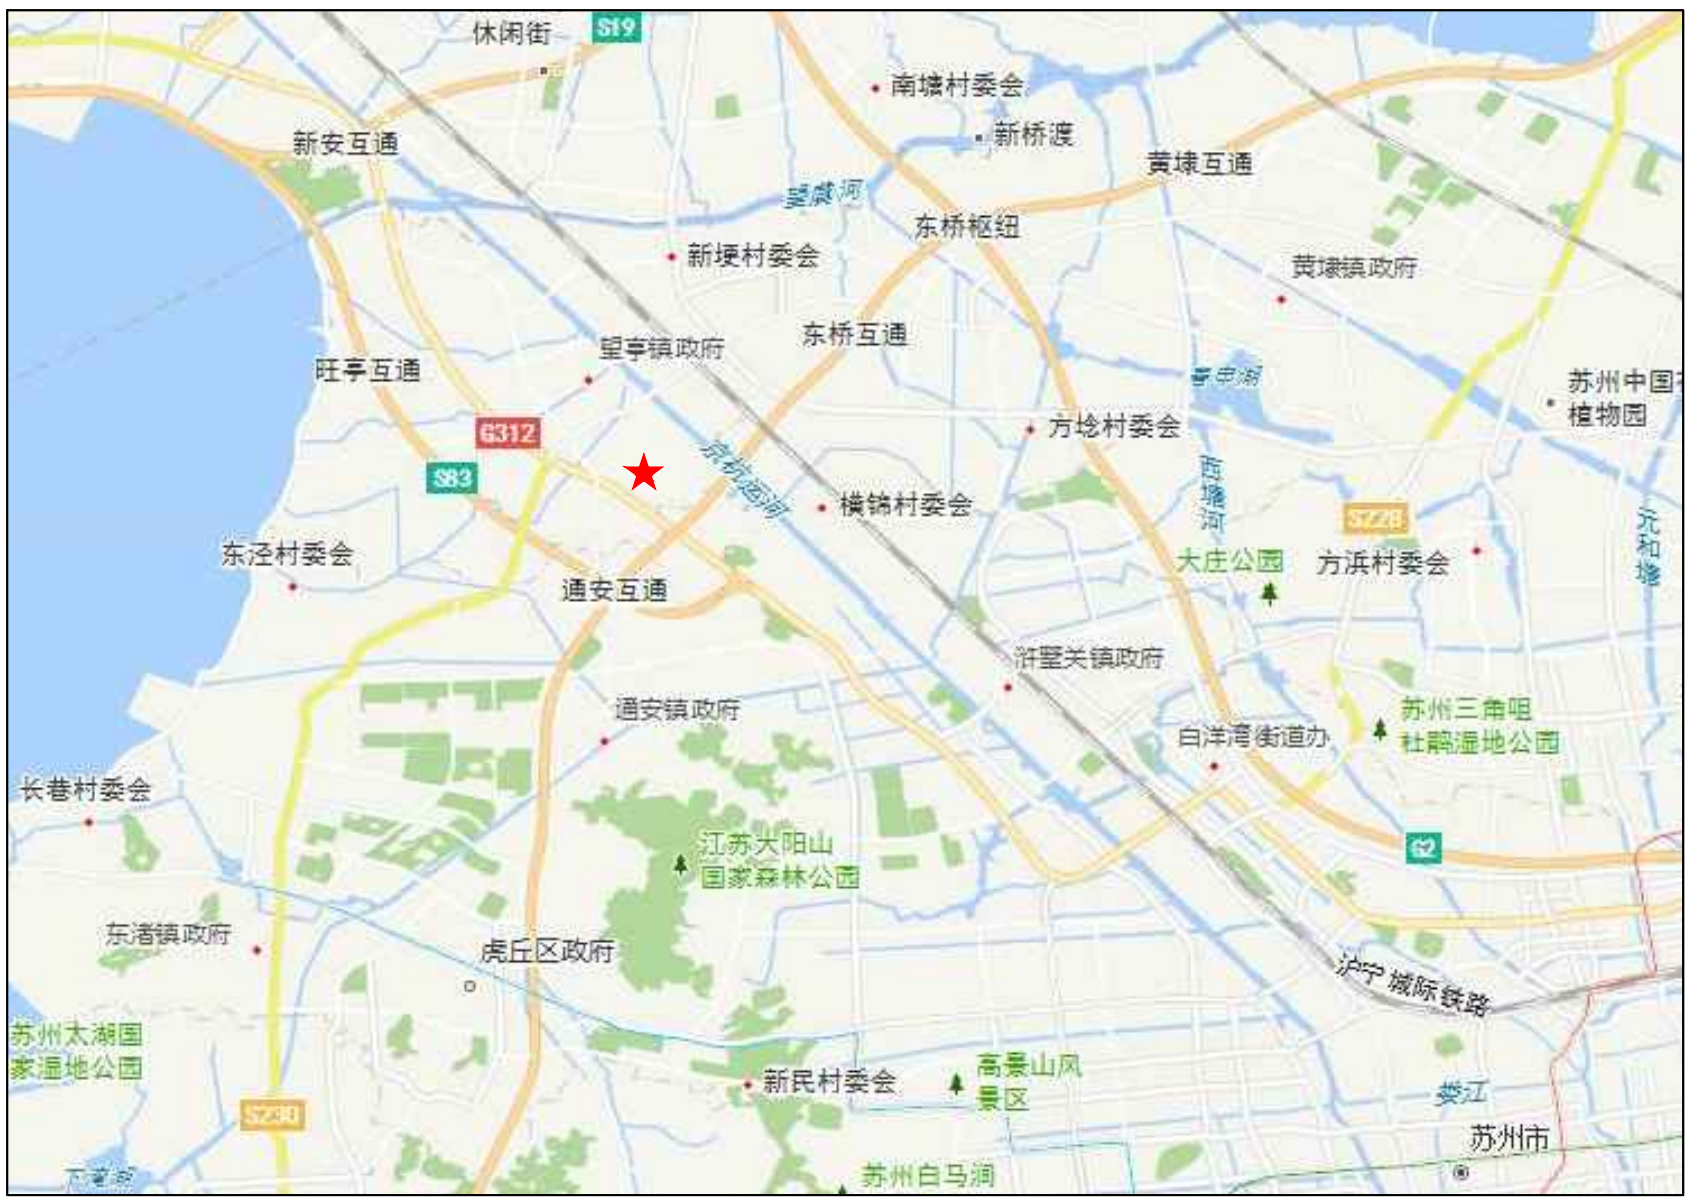 休闲街
S19
南塘村委会
新桥渡
新安互通
黄埭互通
望虞河
东桥枢纽
新埂村委会
黄埭镇政府
东桥互通
望亭镇政府
旺亭互通
春申湖
苏州中国
植物园
G312
方埝村委会
京杭运河
S83
西塘河
横锦村委会
S228
元和塘
东泾村委会
大庄公园
方浜村委会
通安互通
浒墅关镇政府
通安镇政府
苏州三角咀
杜鹃湿地公园
白洋湾街道办
长巷村委会
江苏大阳山
国家森林公园
G2
东渚镇政府
虎丘区政府
沪宁城际铁路
苏州太湖国
家湿地公园
高景山风
景区
新民村委会
娄江
S230
苏州市
下淹湖
苏州白马涧